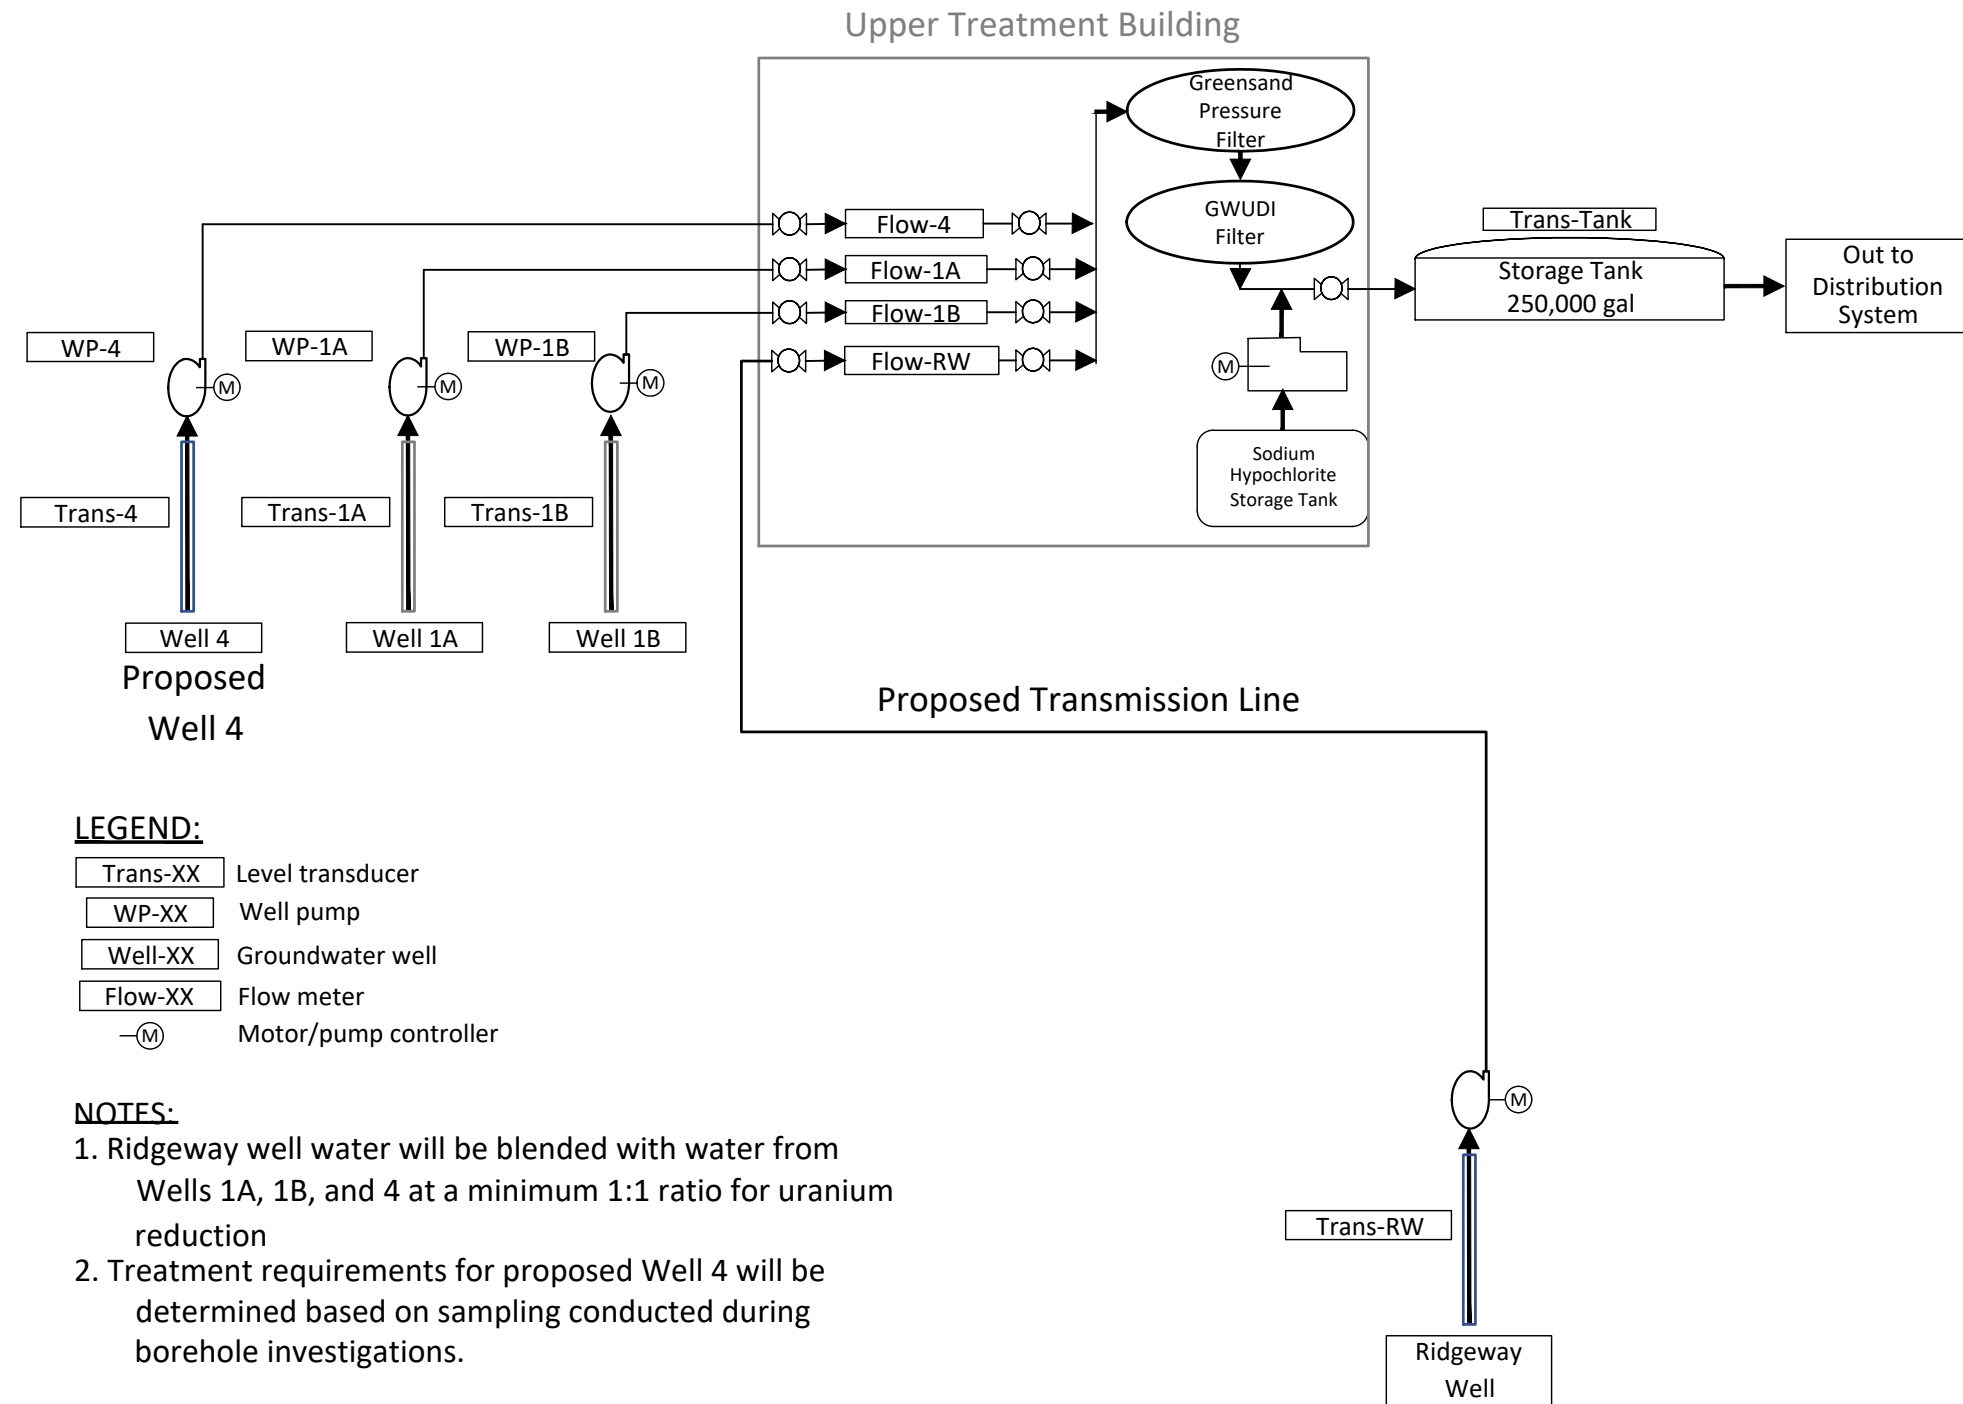 Upper Treatment Building
Greensand
Pressure
Filter
GWUDI
Filter
Flow-4
Flow-1A
Flow-1B
Flow-RW
Trans-Tank
Storage Tank
250,000 gal
Out to
Distribution
System
WP-4
WP-1A
WP-1B
M
M
M
M
Sodium
Hypochlorite
Storage Tank
Trans-4
Trans-1A
Trans-1B
Well 4
Well 1A
Well 1B
Proposed
Well 4
Proposed Transmission Line
LEGEND:
Trans-XX Level transducer
WP-XX Well pump
Well-XX Groundwater well
Flow-XX Flow meter
M Motor/pump controller
NOTES:
1. Ridgeway well water will be blended with water from
Wells 1A, 1B, and 4 at a minimum 1:1 ratio for uranium
reduction
2. Treatment requirements for proposed Well 4 will be
determined based on sampling conducted during
borehole investigations.
M
Trans-RW
Ridgeway
Well